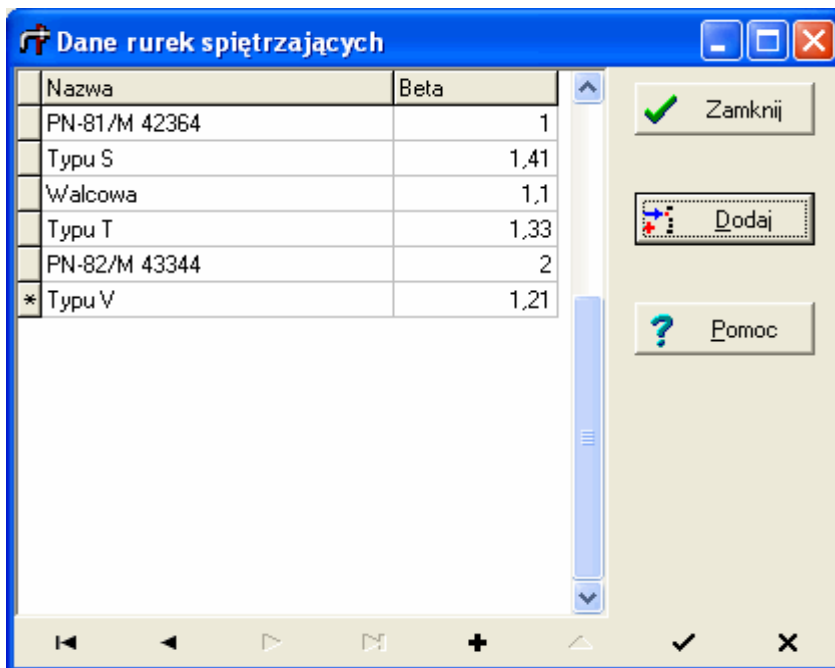 Dane rurek spiętrzających
Nazwa Beta
PN-81/M 42364 1
Typu S 1,41
Walcowa 1,1
Typu T 1,33
PN-82/M 43344 2
* Typu V 1,21
Zamknij
Dodaj
Pomoc